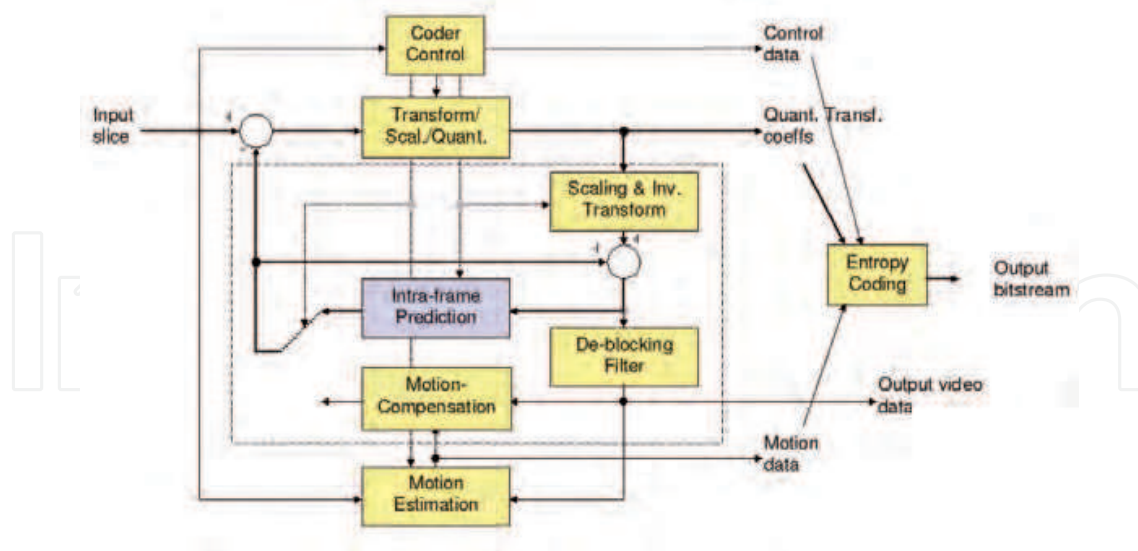 Coder
Control
Control
data
Input
slice
Transform/
Scal./Quant.
Quant. Transf.
coeffs
Scaling & Inv.
Transform
Entropy
Coding
Output
bitstream
Intra-frame
Prediction
De-blocking
Filter
Motion-
Compensation
Output video
data
Motion
data
Motion
Estimation